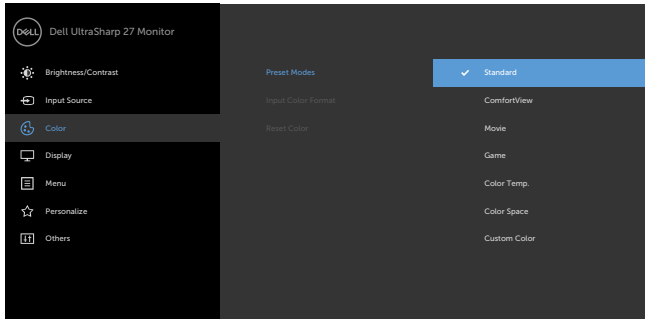 DELL
Dell UltraSharp 27 Monitor
Brightness/Contrast
Input Source
Color
Display
Menu
Personalize
Others
Preset Modes
Input Color Format
Reset Color
Standard
ComfortView
Movie
Game
Color Temp.
Color Space
Custom Color